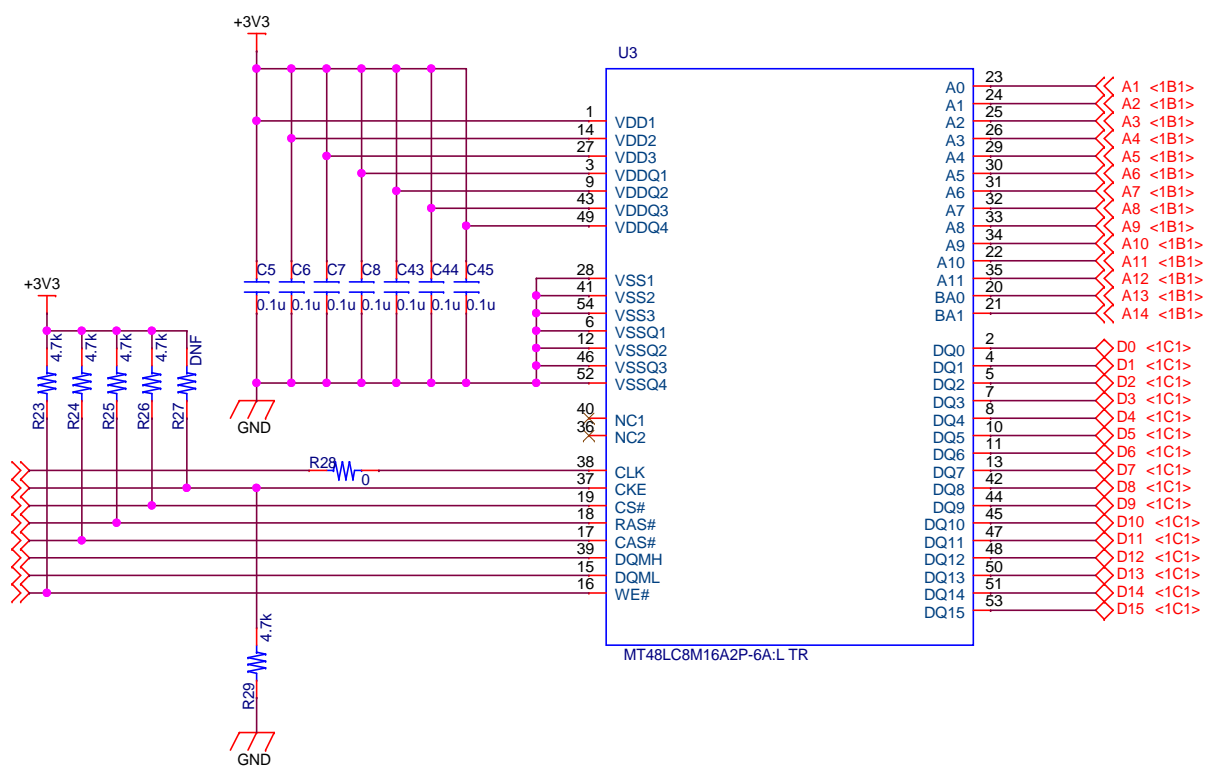 +3V3
U3
1 VDD1
14 VDD2
27 VDD3
3 VDDQ1
9 VDDQ2
43 VDDQ3
49 VDDQ4
C5 C6 C7 C8 C43 C44 C45
0.1u 0.1u 0.1u 0.1u 0.1u 0.1u 0.1u
28 VSS1
41 VSS2
54 VSS3
6 VSSQ1
12 VSSQ2
46 VSSQ3
52 VSSQ4
GND
40 NC1
36 NC2
+3V3
4.7k 4.7k 4.7k 4.7k DNF
R23 R24 R25 R26 R27
R28 0
38 CLK
37 CKE
19 CS#
18 RAS#
17 CAS#
39 DQMH
15 DQML
16 WE#
4.7k
R29
GND
A0 23 A1 <1B1>
A1 24 A2 <1B1>
A2 25 A3 <1B1>
A3 26 A4 <1B1>
A4 29 A5 <1B1>
A5 30 A6 <1B1>
A6 31 A7 <1B1>
A7 32 A8 <1B1>
A8 33 A9 <1B1>
A9 34 A10 <1B1>
A10 22 A11 <1B1>
A11 35 A12 <1B1>
BA0 20 A13 <1B1>
BA1 21 A14 <1B1>
DQ0 2 D0 <1C1>
DQ1 4 D1 <1C1>
DQ2 5 D2 <1C1>
DQ3 7 D3 <1C1>
DQ4 8 D4 <1C1>
DQ5 10 D5 <1C1>
DQ6 11 D6 <1C1>
DQ7 13 D7 <1C1>
DQ8 42 D8 <1C1>
DQ9 44 D9 <1C1>
DQ10 45 D10 <1C1>
DQ11 47 D11 <1C1>
DQ12 48 D12 <1C1>
DQ13 50 D13 <1C1>
DQ14 51 D14 <1C1>
DQ15 53 D15 <1C1>
MT48LC8M16A2P-6A:L TR